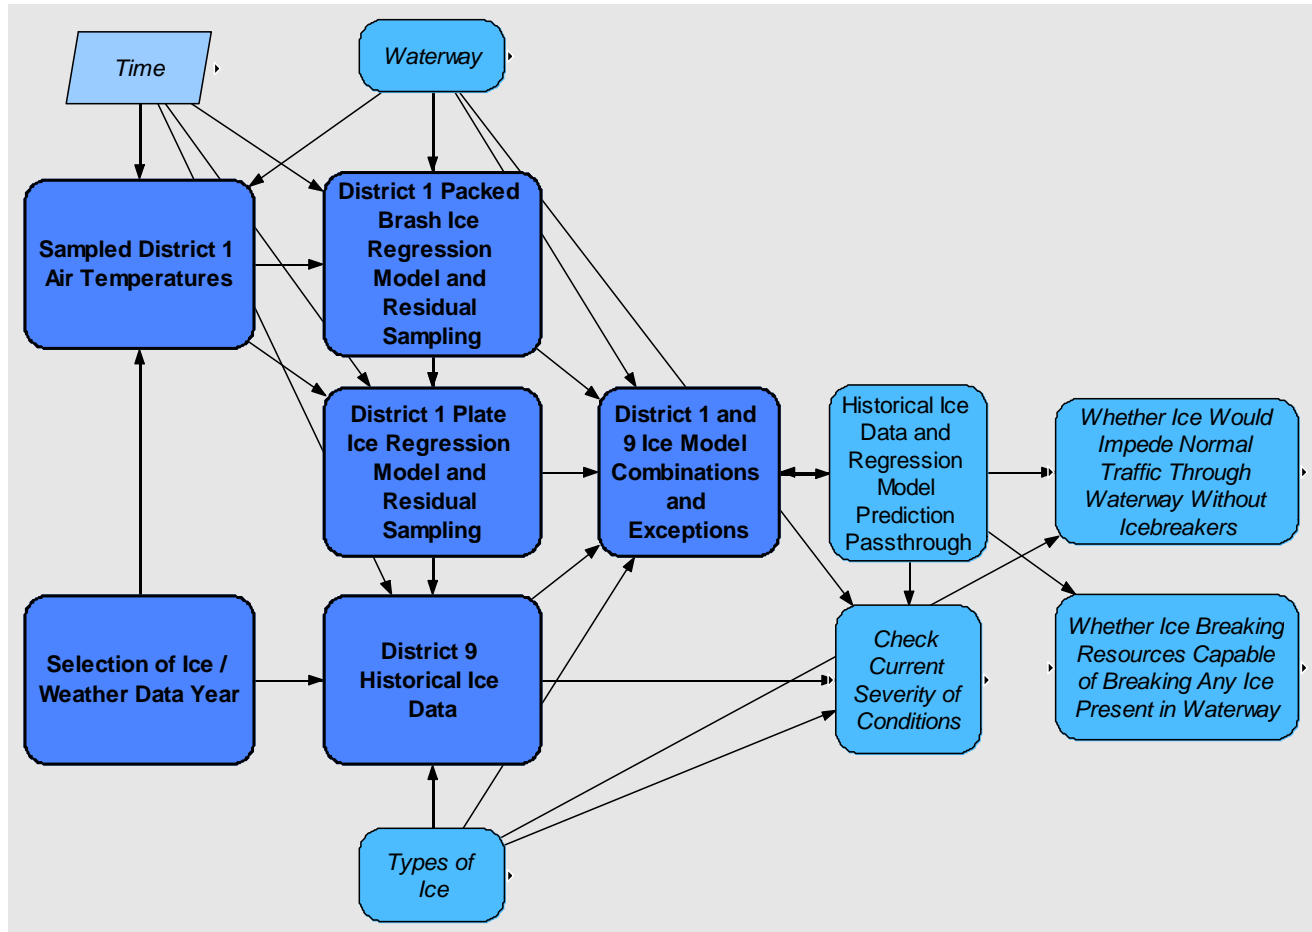 Time
Waterway
Sampled District 1
Air Temperatures
District 1 Packed
Brash Ice
Regression
Model and
Residual
Sampling
District 1 Plate
Ice Regression
Model and
Residual
Sampling
District 1 and
9 Ice Model
Combinations
and
Exceptions
Historical Ice
Data and
Regression
Model
Prediction
Passthrough
Whether Ice Would
Impede Normal
Traffic Through
Waterway Without
Icebreakers
Selection of Ice /
Weather Data Year
District 9
Historical Ice
Data
Check
Current
Severity of
Conditions
Whether Ice Breaking
Resources Capable
of Breaking Any Ice
Present in Waterway
Types of
Ice